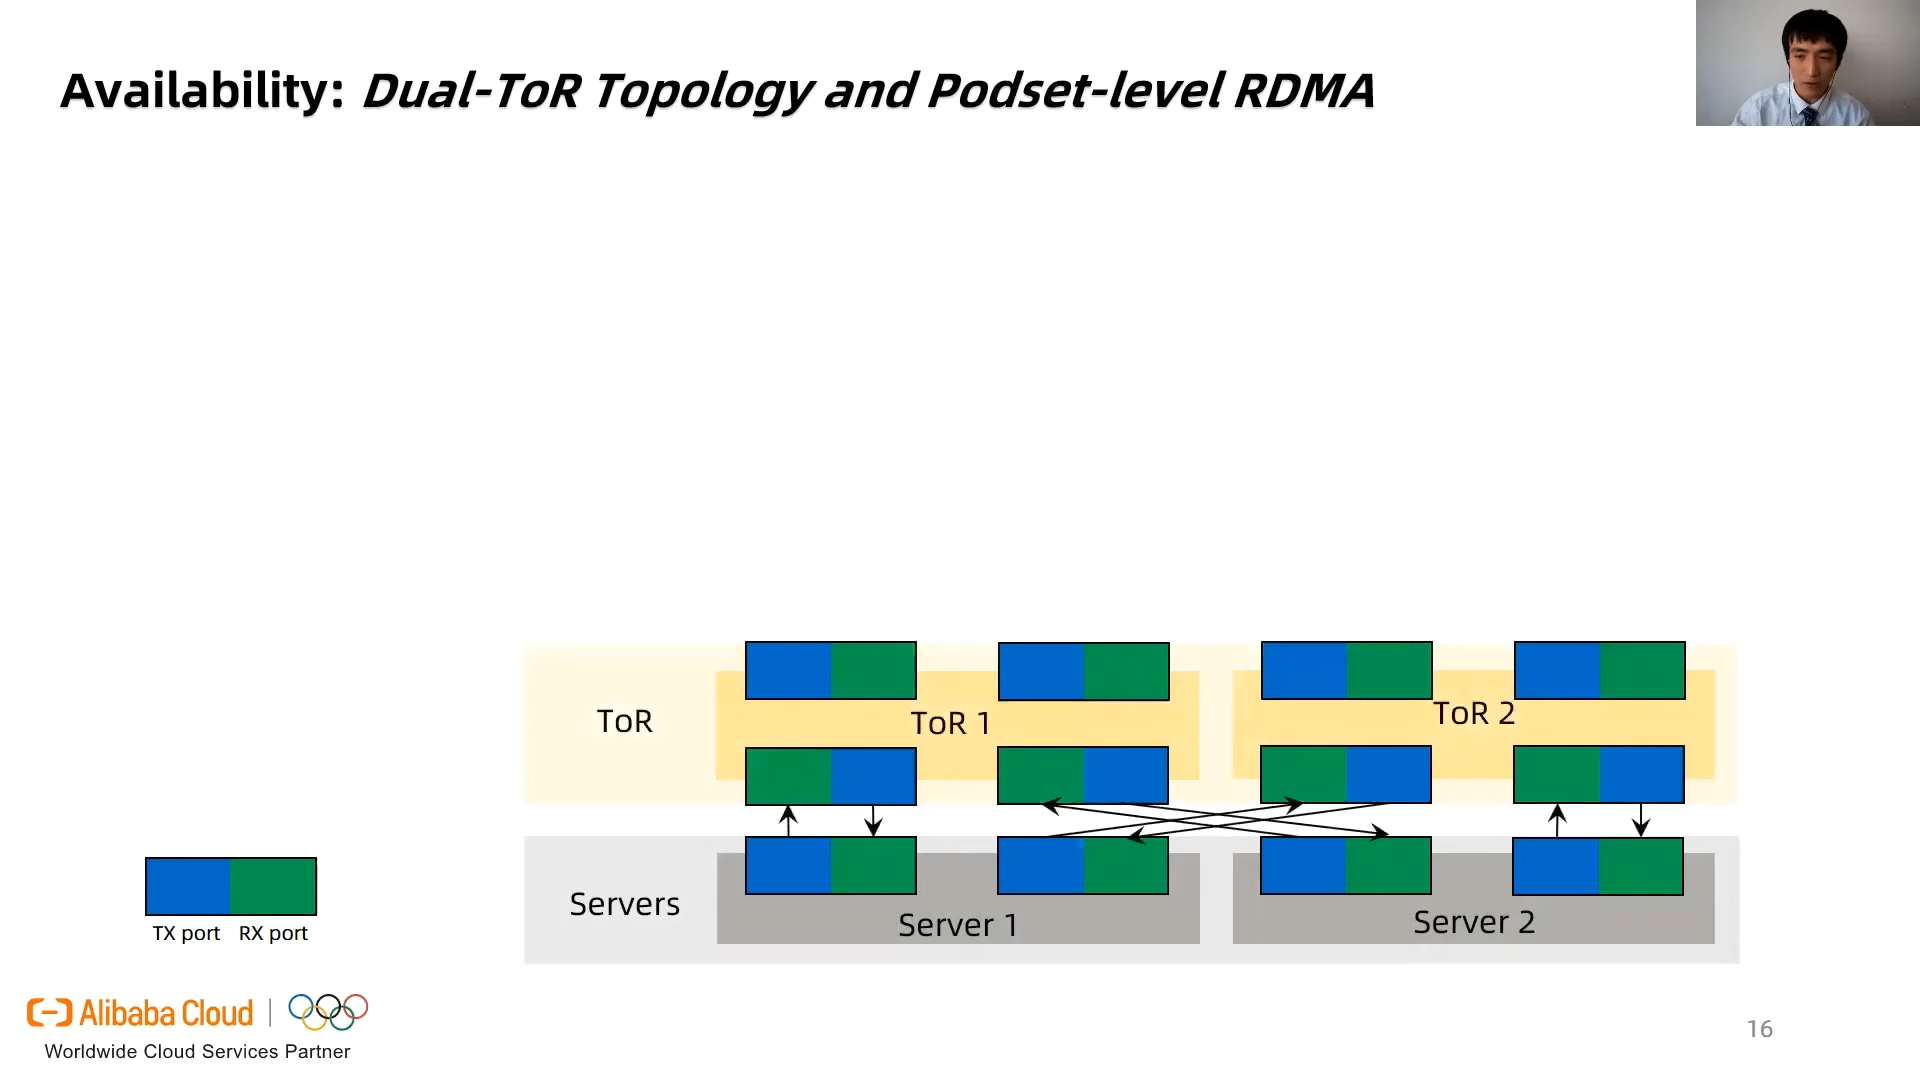 Availability: Dual-ToR Topology and Podset-level RDMA
ToR
ToR 1
ToR 2
Servers
Server 1
Server 2
TX port
RX port
Alibaba Cloud
Worldwide Cloud Services Partner
16